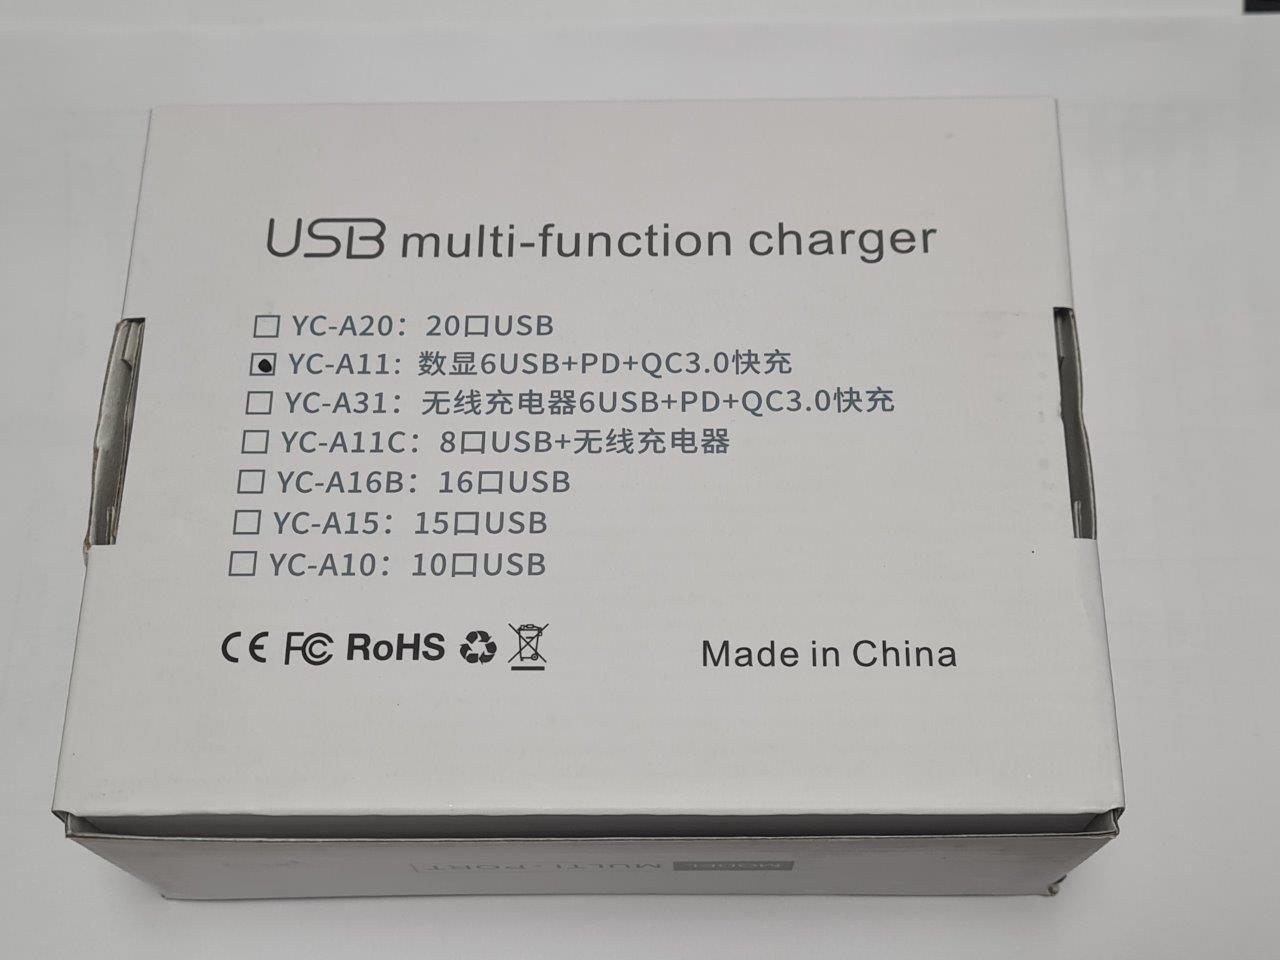 USB multi-function charger
YC-A20：20口USB
YC-A11：数显6USB+PD+QC3.0快充
YC-A31：无线充电器6USB+PD+QC3.0快充
YC-A11C：8口USB+无线充电器
YC-A16B：16口USB
YC-A15：15口USB
YC-A10：10口USB
CE FC RoHS
Made in China
MODEL MULTI-PORT